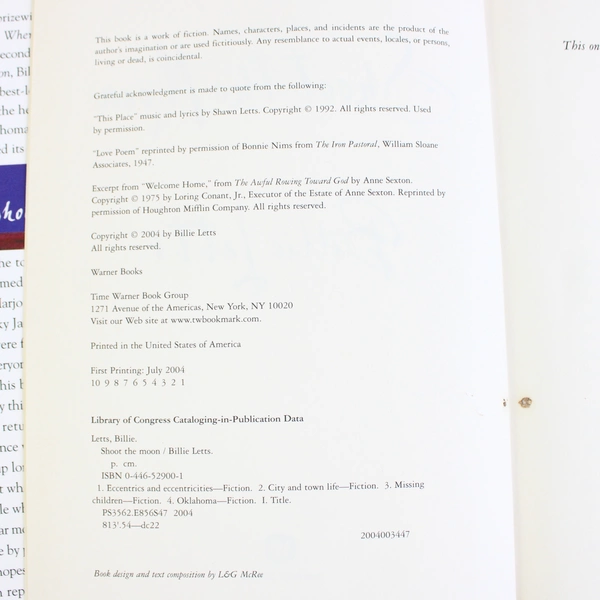 This book is a work of fiction. Names, characters, places, and incidents are the product of the
author's imagination or are used fictitiously. Any resemblance to actual events, locales, or persons,
living or dead, is coincidental.
Grateful acknowledgment is made to quote from the following:
"This Place" music and lyrics by Shawn Letts. Copyright © 1992. All rights reserved. Used
by permission.
"Love Poem" reprinted by permission of Bonnie Nims from The Iron Pastoral, William Sloane
Associates, 1947.
Excerpt from "Welcome Home," from The Awful Rowing Toward God by Anne Sexton.
Copyright © 1975 by Loring Conant, Jr., Executor of the Estate of Anne Sexton. Reprinted by
permission of Houghton Mifflin Company. All rights reserved.
Copyright © 2004 by Billie Letts
All rights reserved.
Warner Books
Time Warner Book Group
1271 Avenue of the Americas, New York, NY 10020
Visit our Web site at www.twbookmark.com.
Printed in the United States of America
First Printing: July 2004
10 9 8 7 6 5 4 3 2 1
Library of Congress Cataloging-in-Publication Data
Letts, Billie.
Shoot the moon / Billie Letts.
p. cm.
ISBN 0-446-52900-1
1. Eccentrics and eccentricities—Fiction. 2. City and town life—Fiction. 3. Missing
children—Fiction. 4. Oklahoma—Fiction. I. Title.
PS3562.E856S47 2004
813'.54—dc22
2004003447
Book design and text composition by L&G McRee
This on